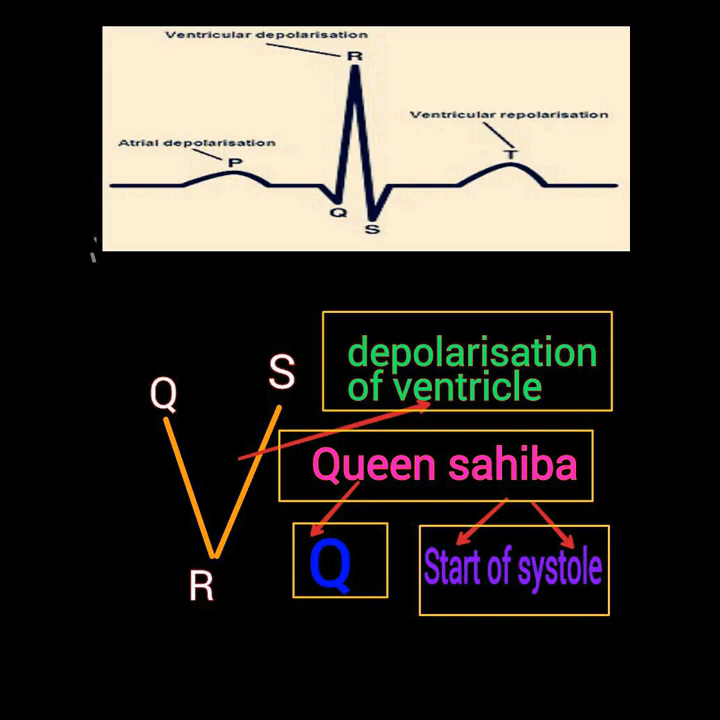 Ventricular depolarisation
R
Ventricular repolarisation
Atrial depolarisation
T
P
Q
S
depolarisation
of ventricle
S
Q
Queen sahiba
Q
Start of systole
R